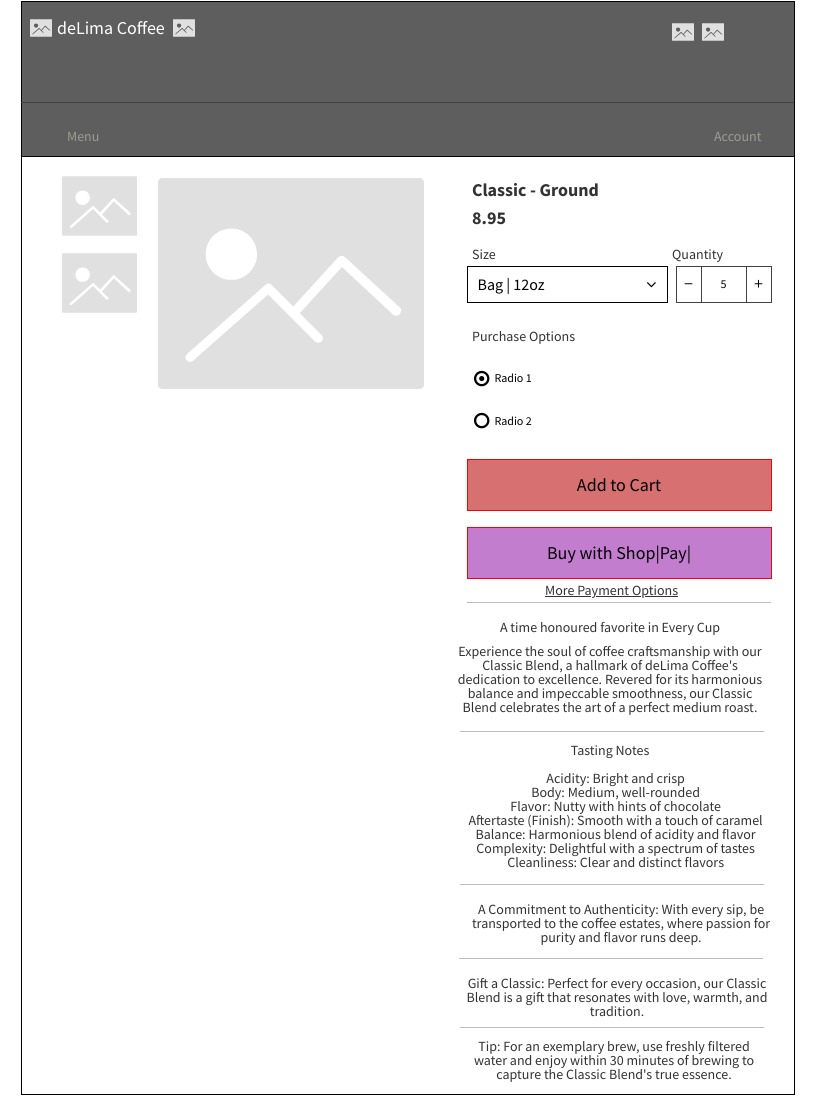 deLima Coffee
Menu
Account
Classic - Ground
8.95
Size
Quantity
Bag | 12oz
− 5 +
Purchase Options
Radio 1
Radio 2
Add to Cart
Buy with Shop|Pay|
More Payment Options
A time honoured favorite in Every Cup
Experience the soul of coffee craftsmanship with our
Classic Blend, a hallmark of deLima Coffee's
dedication to excellence. Revered for its harmonious
balance and impeccable smoothness, our Classic
Blend celebrates the art of a perfect medium roast.
Tasting Notes
Acidity: Bright and crisp
Body: Medium, well-rounded
Flavor: Nutty with hints of chocolate
Aftertaste (Finish): Smooth with a touch of caramel
Balance: Harmonious blend of acidity and flavor
Complexity: Delightful with a spectrum of tastes
Cleanliness: Clear and distinct flavors
A Commitment to Authenticity: With every sip, be
transported to the coffee estates, where passion for
purity and flavor runs deep.
Gift a Classic: Perfect for every occasion, our Classic
Blend is a gift that resonates with love, warmth, and
tradition.
Tip: For an exemplary brew, use freshly filtered
water and enjoy within 30 minutes of brewing to
capture the Classic Blend's true essence.